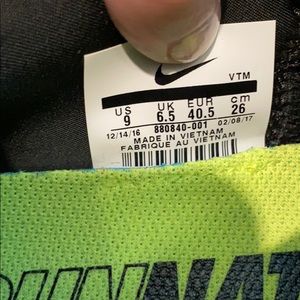 VTM
US UK EUR cm
9 6.5 40.5 26
12/14/16 880840-001 02/08/17
MADE IN VIETNAM
FABRIQUE AU VIETNAM